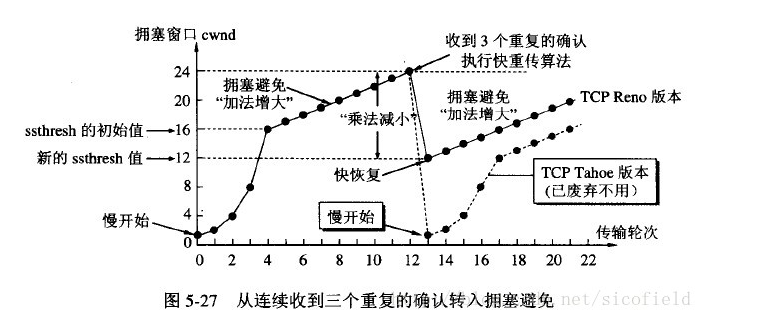 拥塞窗口 cwnd
收到 3 个重复的确认
执行快重传算法
24
20
16
12
8
4
0
拥塞避免
“加法增大”
“乘法减小”
拥塞避免
“加法增大”
TCP Reno 版本
ssthresh 的初始值
新的 ssthresh 值
快恢复
TCP Tahoe 版本
(已废弃不用)
慢开始
慢开始
传输轮次
0 2 4 6 8 10 12 14 16 18 20 22
图 5-27 从连续收到三个重复的确认转入拥塞避免
.net/sicofield